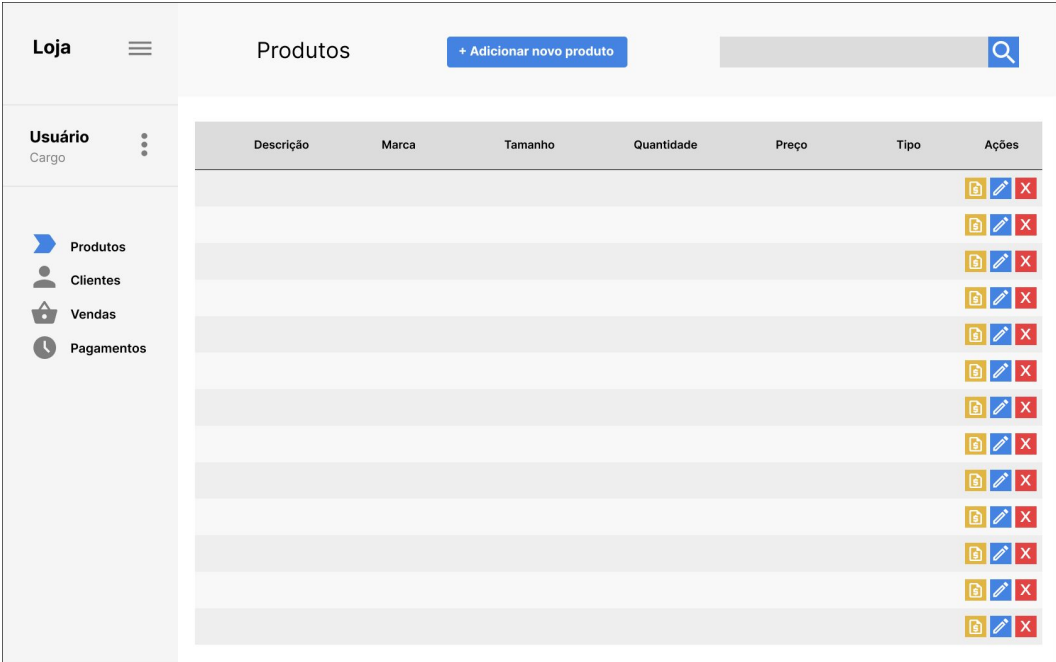 Loja
Produtos
+ Adicionar novo produto
Usuário
Cargo
Descrição Marca Tamanho Quantidade Preço Tipo Ações
X
X
X
X
X
X
X
X
X
X
X
X
X
Produtos
Clientes
Vendas
Pagamentos